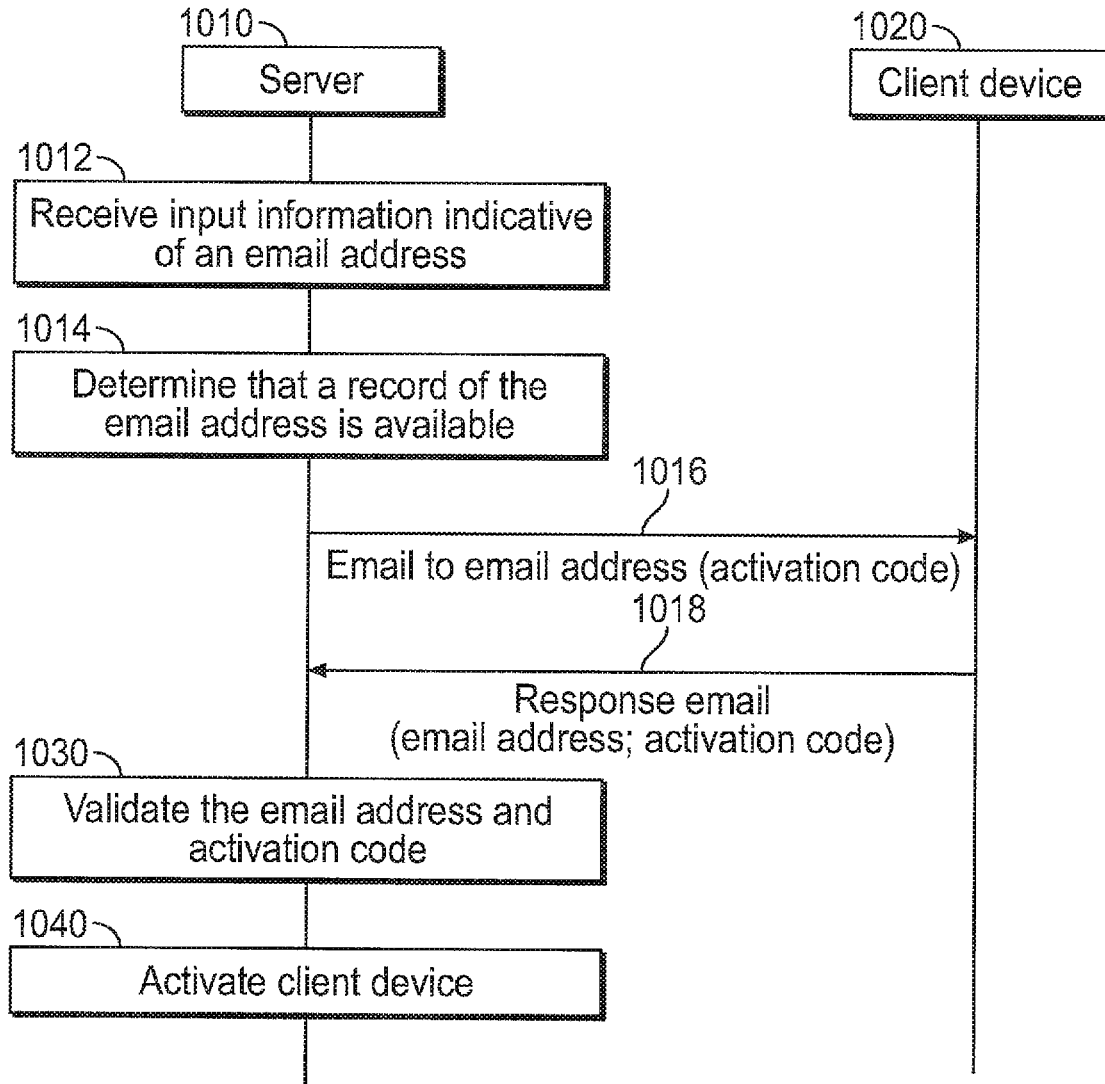 1010
Server
1020
Client device
1012
Receive input information indicative
of an email address
1014
Determine that a record of the
email address is available
1016
Email to email address (activation code)
1018
Response email
(email address; activation code)
1030
Validate the email address and
activation code
1040
Activate client device